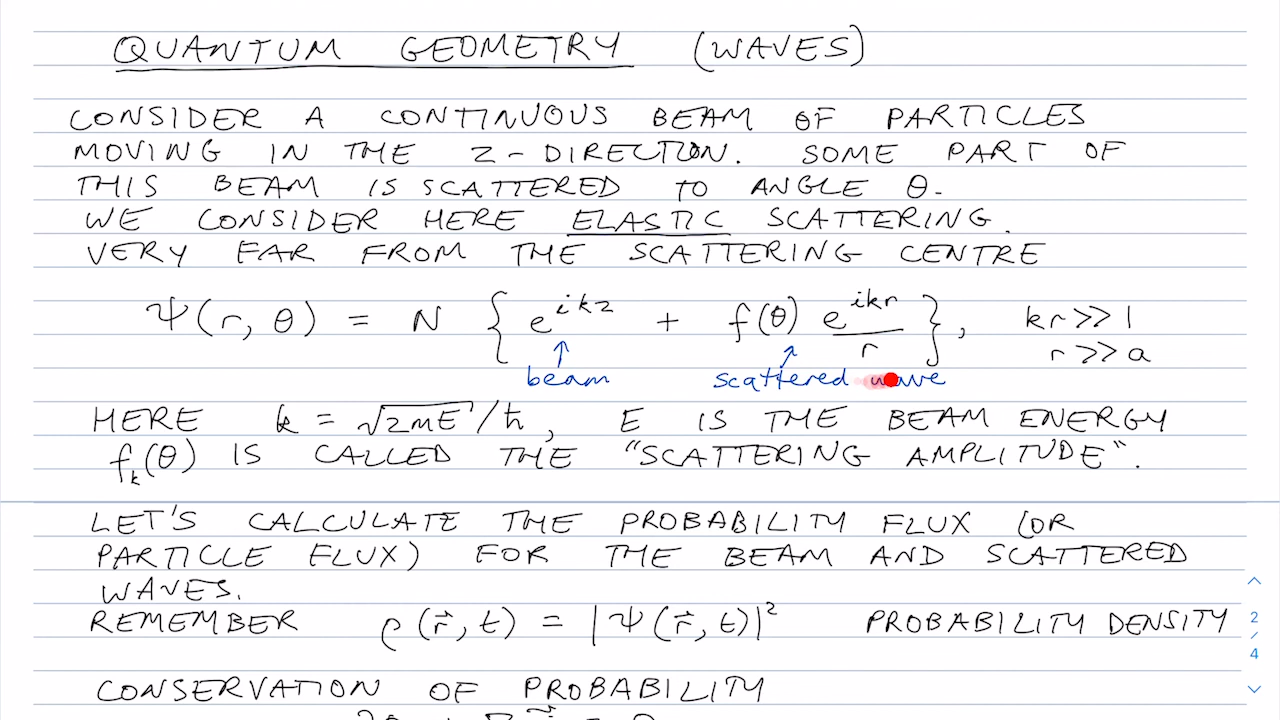 QUANTUM GEOMETRY (WAVES)
CONSIDER A CONTINUOUS BEAM OF PARTICLES
MOVING IN THE Z-DIRECTION. SOME PART OF
THIS BEAM IS SCATTERED TO ANGLE θ.
WE CONSIDER HERE ELASTIC SCATTERING.
VERY FAR FROM THE SCATTERING CENTRE
Ψ(r, θ) = N { e^{ikz} + f(θ) e^{ikr}/r }, kr >> 1
r >> a
beam scattered wave
HERE k = √2mE/ħ, E IS THE BEAM ENERGY
f_k(θ) IS CALLED THE "SCATTERING AMPLITUDE".
LET'S CALCULATE THE PROBABILITY FLUX (OR
PARTICLE FLUX) FOR THE BEAM AND SCATTERED
WAVES.
REMEMBER ρ(r⃗, t) = |Ψ(r⃗, t)|² PROBABILITY DENSITY
2
/
4
CONSERVATION OF PROBABILITY